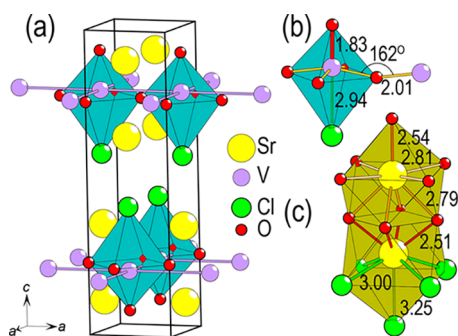 (a)
(b)
1.83
162°
2.01
2.94
Sr
V
Cl
O
(c)
2.54
2.81
2.79
2.51
3.00
3.25
c
a
a